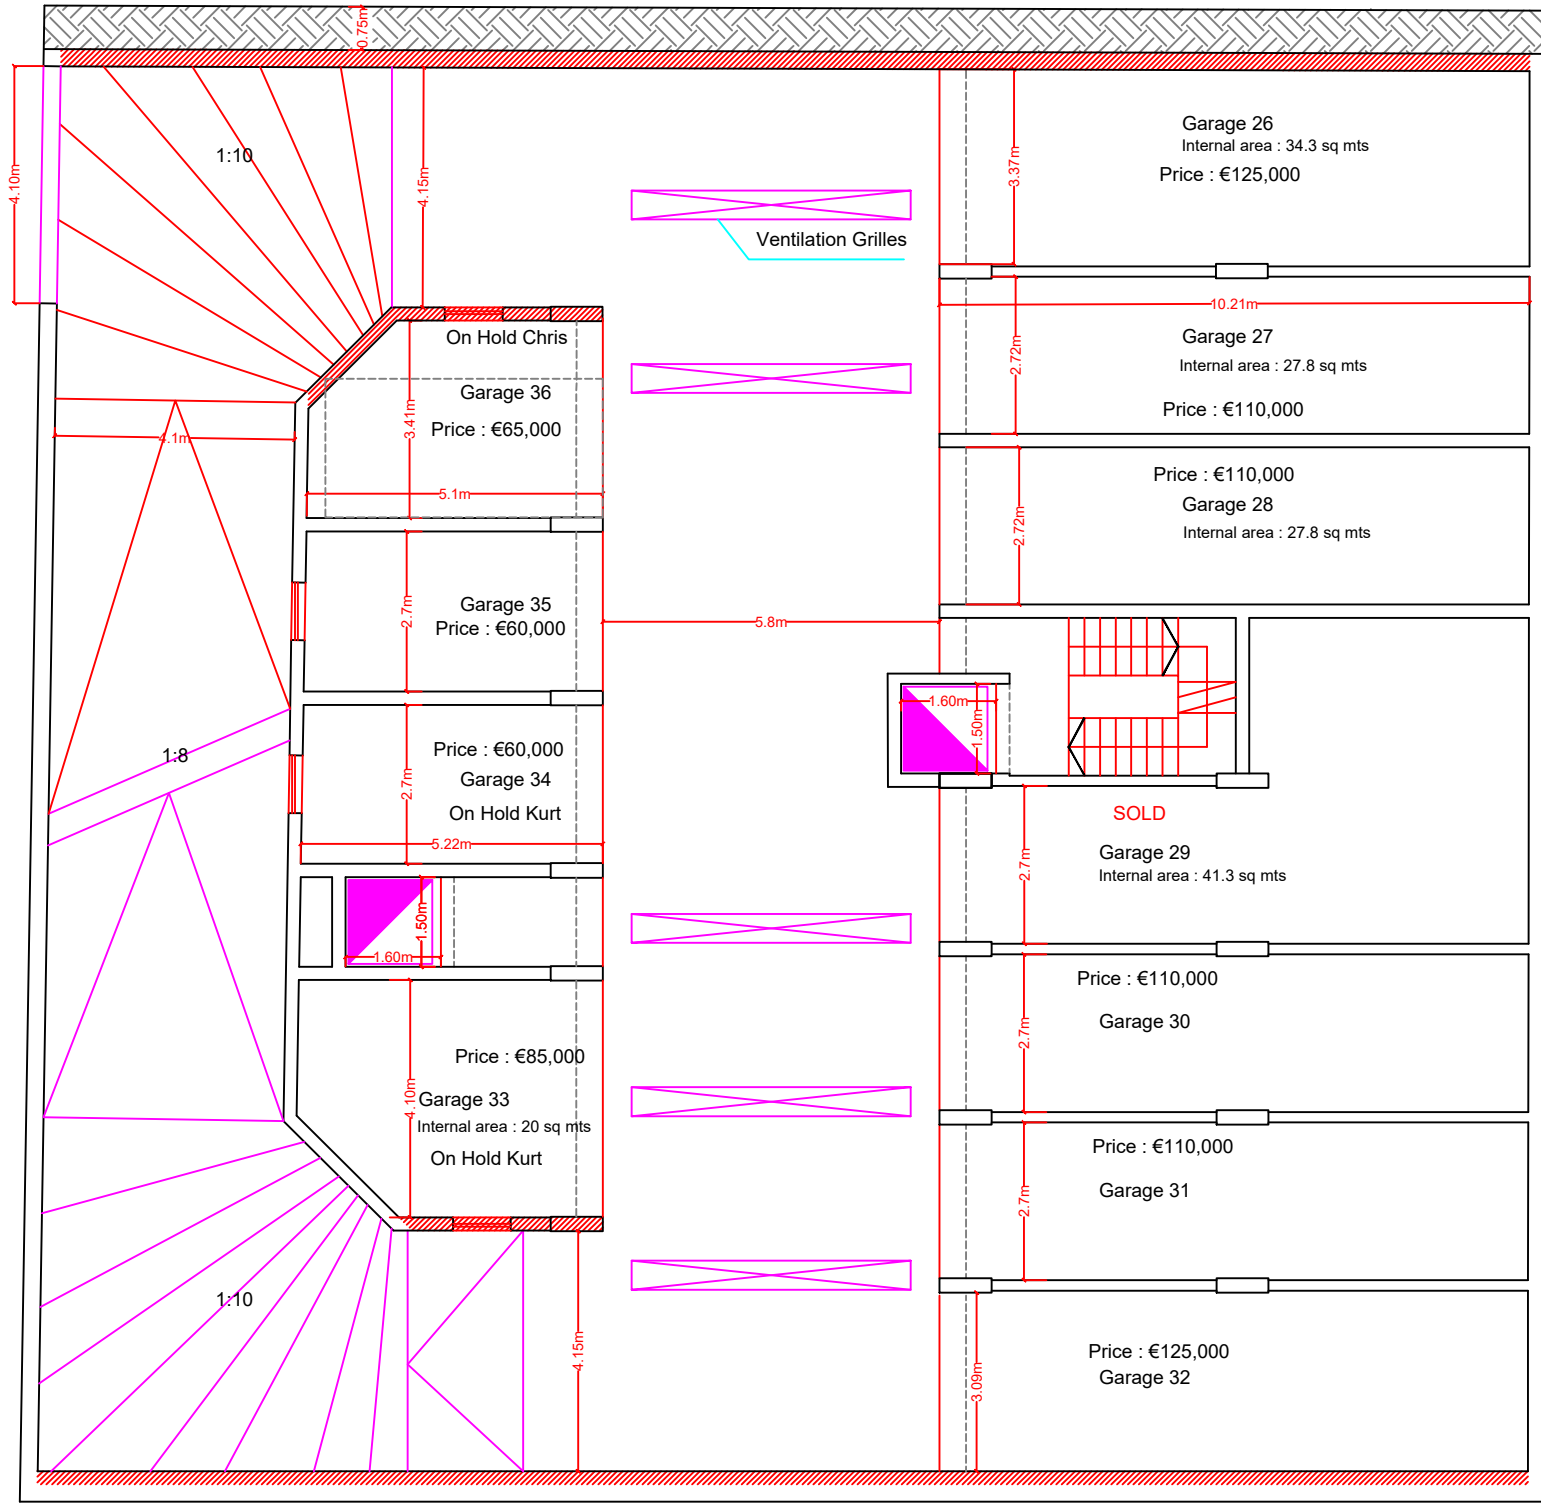 0.75m
4.10m
1:10
4.15m
3.37m
Garage 26
Internal area : 34.3 sq mts
Price : €125,000
Ventilation Grilles
10.21m
2.72m
Garage 27
Internal area : 27.8 sq mts
Price : €110,000
On Hold Chris
Garage 36
Price : €65,000
3.41m
4.1m
5.1m
Price : €110,000
Garage 28
Internal area : 27.8 sq mts
2.72m
Garage 35
Price : €60,000
2.7m
5.8m
1.60m
1.50m
1:8
Price : €60,000
Garage 34
On Hold Kurt
2.7m
5.22m
SOLD
Garage 29
Internal area : 41.3 sq mts
2.7m
1.50m
1.60m
Price : €110,000
Garage 30
2.7m
Price : €85,000
Garage 33
Internal area : 20 sq mts
On Hold Kurt
4.10m
Price : €110,000
Garage 31
2.7m
1:10
4.15m
Price : €125,000
Garage 32
3.09m